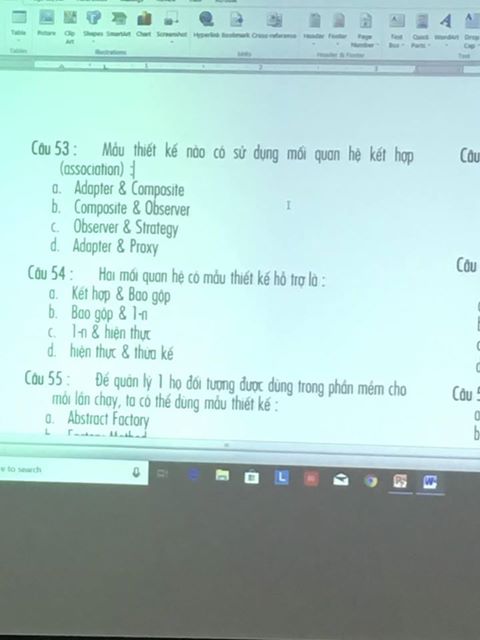 Table Picture Clip Art Shapes SmartArt Chart Screenshot Hyperlink Bookmark Cross-reference Header Footer Page Number Text Box Quick Parts WordArt Drop Cap
Tables Illustrations Links Header & Footer Text
Câu 53 : Mẫu thiết kế nào có sử dụng mối quan hệ kết hợp
(association) :
a. Adapter & Composite
b. Composite & Observer
c. Observer & Strategy
d. Adapter & Proxy
Câu 54 : Hai mối quan hệ có mẫu thiết kế hỗ trợ là :
a. Kết hợp & Bao gộp
b. Bao gộp & 1-n
c. 1-n & hiện thực
d. hiện thực & thừa kế
Câu 55 : Để quản lý 1 họ đối tượng được dùng trong phần mềm cho
mỗi lần chạy, ta có thể dùng mẫu thiết kế :
a. Abstract Factory
b. Factory Method
Câu
Câu
Câu 5
a
b
e to search